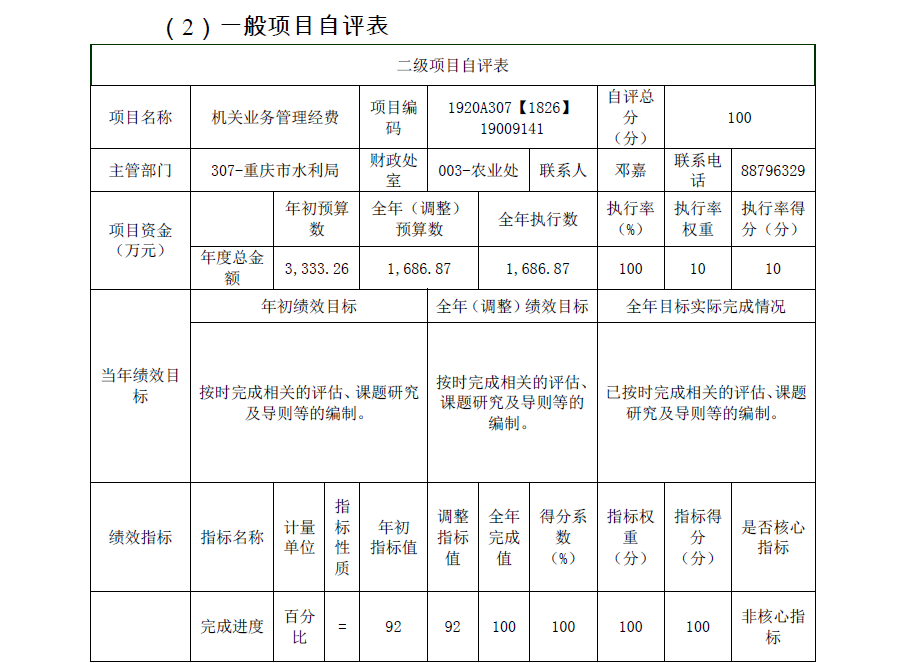 （2）一般项目自评表
二级项目自评表
项目名称
机关业务管理经费
项目编
码
1920A307【1826】
19009141
自评总
分
（分）
100
主管部门
307-重庆市水利局
财政处
室
003-农业处
联系人
邓嘉
联系电
话
88796329
项目资金
（万元）
年初预算
数
全年（调整）
预算数
全年执行数
执行率
（%）
执行率
权重
执行率得
分（分）
年度总金
额
3,333.26
1,686.87
1,686.87
100
10
10
当年绩效目
标
年初绩效目标
全年（调整）绩效目标
全年目标实际完成情况
按时完成相关的评估、课题研究
及导则等的编制。
按时完成相关的评估、
课题研究及导则等的
编制。
已按时完成相关的评估、课题
研究及导则等的编制。
绩效指标
指标名称
计量
单位
指
标
性
质
年初
指标值
调整
指标
值
全年
完成
值
得分系
数
（%）
指标权
重
（分）
指标得
分
（分）
是否核心
指标
完成进度
百分
比
=
92
92
100
100
100
100
非核心指
标